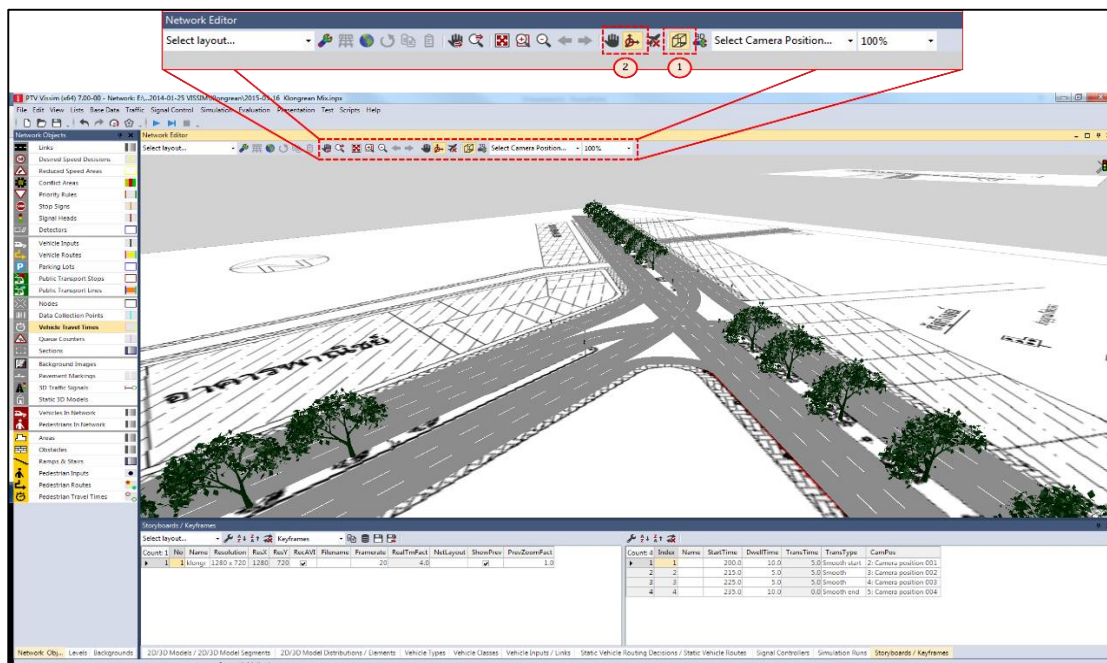 Network Editor
Select layout...
Select Camera Position...
100%
2
1
PTV Vissim (x64) 7.00-00 - Network: E:\...2014-01-25 VISSIM\Klongrean\2015-01-16 Klongrean Mix.inpx
File Edit View Lists Base Data Traffic Signal Control Simulation Evaluation Presentation Test Scripts Help
Network Objects
Network Editor
Select layout...
Select Camera Position...
100%
Links
Desired Speed Decisions
Reduced Speed Areas
Conflict Areas
Priority Rules
Stop Signs
Signal Heads
Detectors
Vehicle Inputs
Vehicle Routes
Parking Lots
Public Transport Stops
Public Transport Lines
Nodes
Data Collection Points
Vehicle Travel Times
Queue Counters
Sections
Background Images
Pavement Markings
3D Traffic Signals
Static 3D Models
Vehicles In Network
Pedestrians In Network
Areas
Obstacles
Ramps & Stairs
Pedestrian Inputs
Pedestrian Routes
Pedestrian Travel Times
Storyboards / Keyframes
Select layout...
Keyframes
Count: 1 No Name Resolution ResX ResY RecAVI Filename Framerate RealTmFact NetLayout ShowPrev PrevZoomFact
1 1 klongr 1280 x 720 1280 720 20 4.0 1.0
Count: 4 Index Name StartTime DwellTime TransTime TransType CamPos
1 1 200.0 10.0 5.0 Smooth start 2: Camera position 001
2 2 215.0 5.0 5.0 Smooth 3: Camera position 002
3 3 225.0 5.0 5.0 Smooth 4: Camera position 003
4 4 235.0 10.0 0.0 Smooth end 5: Camera position 004
Network Obj... Levels Backgrounds
2D/3D Models / 2D/3D Model Segments 2D/3D Model Distributions / Elements Vehicle Types Vehicle Classes Vehicle Inputs / Links Static Vehicle Routing Decisions / Static Vehicle Routes Signal Controllers Simulation Runs Storyboards / Keyframes